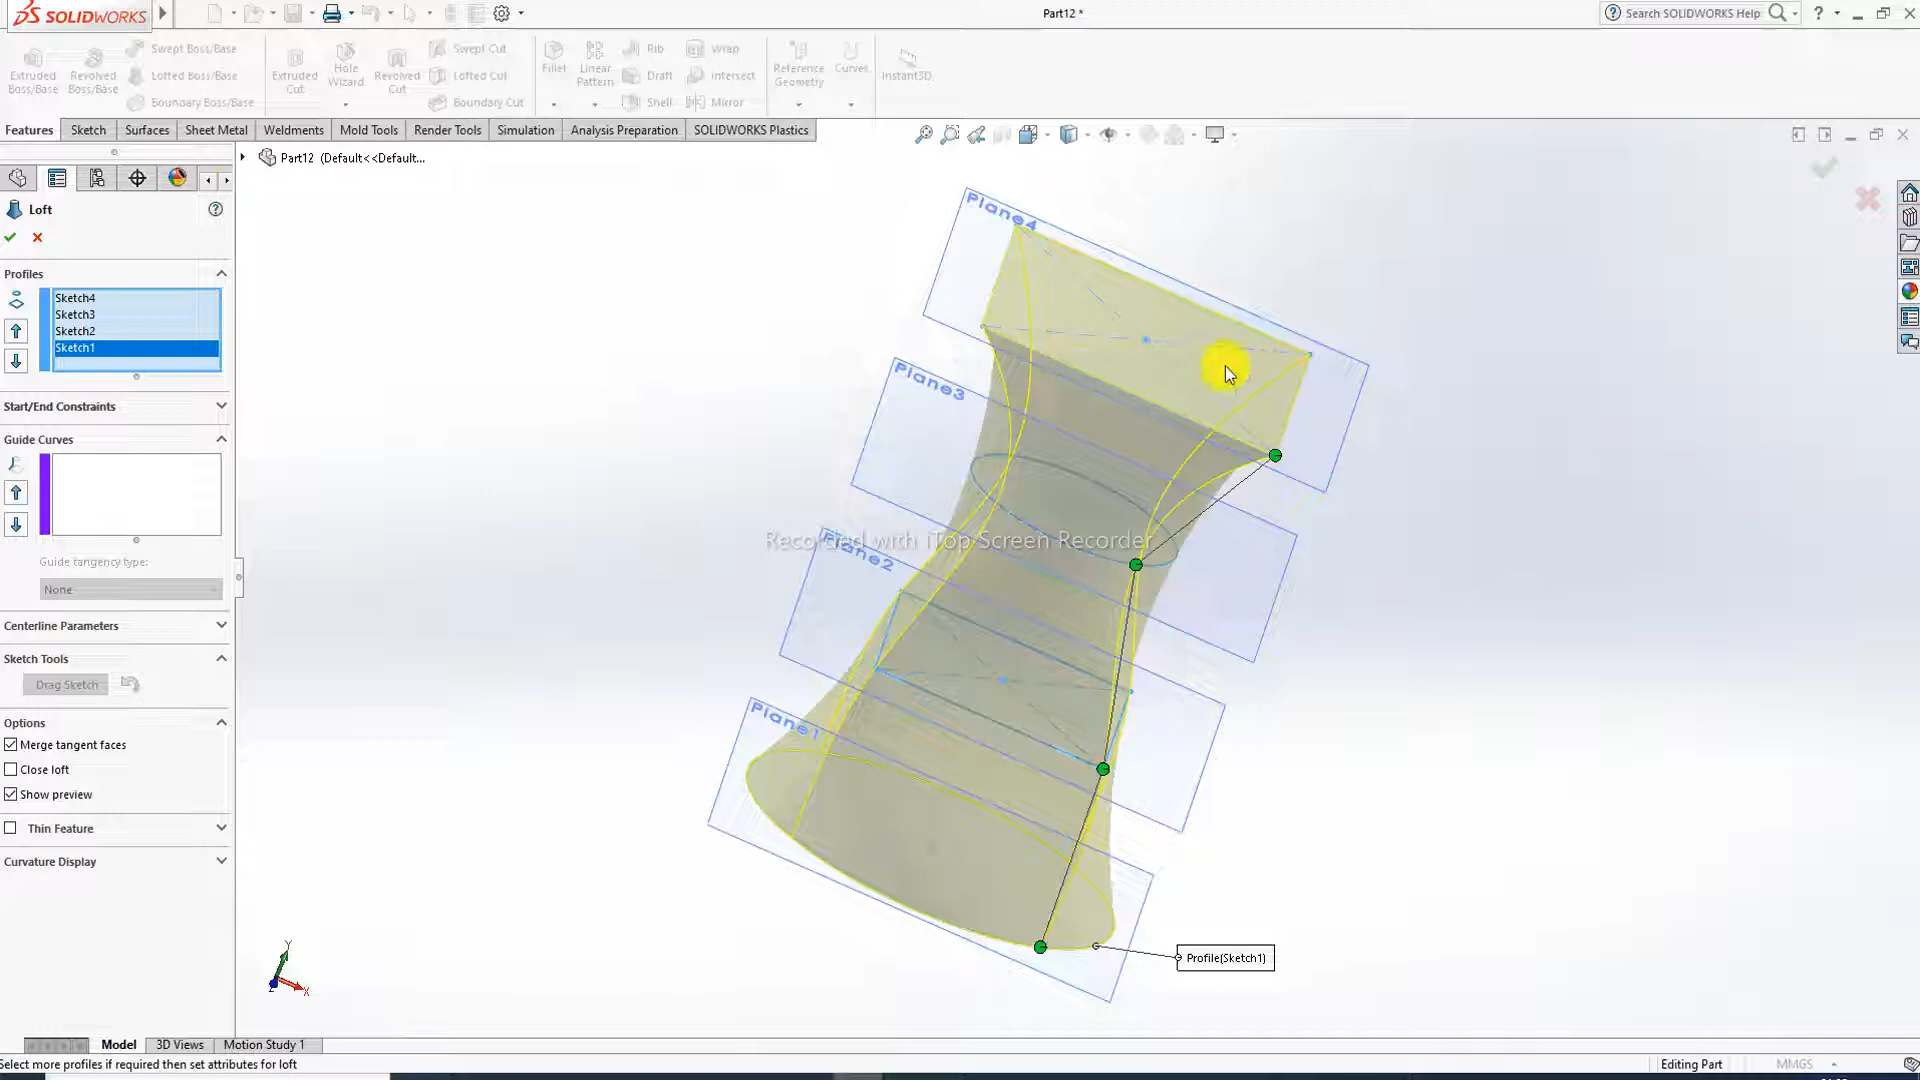 SOLIDWORKS
Part12 *
Search SOLIDWORKS Help
Extruded Boss/Base
Revolved Boss/Base
Swept Boss/Base
Lofted Boss/Base
Boundary Boss/Base
Extruded Cut
Hole Wizard
Revolved Cut
Swept Cut
Lofted Cut
Boundary Cut
Fillet
Linear Pattern
Rib
Draft
Shell
Wrap
Intersect
Mirror
Reference Geometry
Curves
Instant3D
Features
Sketch
Surfaces
Sheet Metal
Weldments
Mold Tools
Render Tools
Simulation
Analysis Preparation
SOLIDWORKS Plastics
Part12 (Default<<Default...
Loft
Profiles
Sketch4
Sketch3
Sketch2
Sketch1
Start/End Constraints
Guide Curves
Guide tangency type:
None
Centerline Parameters
Sketch Tools
Drag Sketch
Options
Merge tangent faces
Close loft
Show preview
Thin Feature
Curvature Display
Plane4
Plane3
Recorded with iTop Screen Recorder
Plane2
Plane1
Profile(Sketch1)
Y
X
Z
Model
3D Views
Motion Study 1
Select more profiles if required then set attributes for loft
Editing Part
MMGS